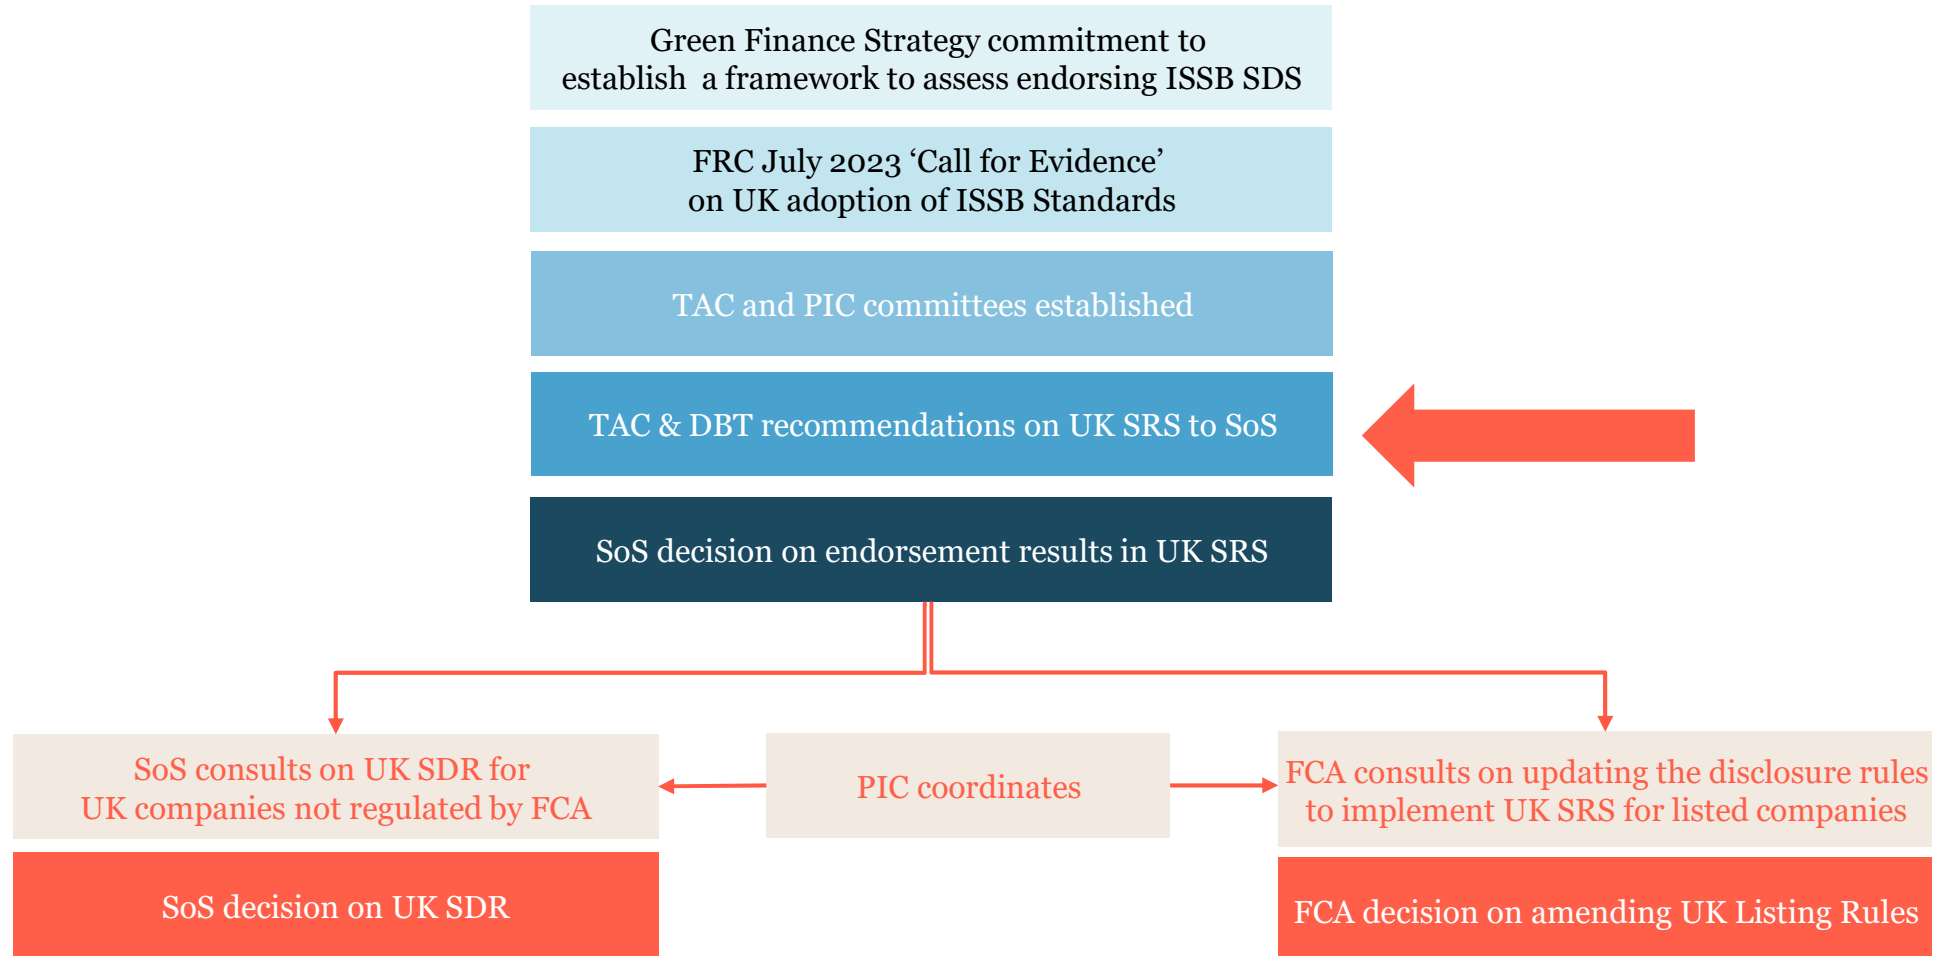 Green Finance Strategy commitment to
establish a framework to assess endorsing ISSB SDS
FRC July 2023 ‘Call for Evidence’
on UK adoption of ISSB Standards
TAC and PIC committees established
TAC & DBT recommendations on UK SRS to SoS
SoS decision on endorsement results in UK SRS
SoS consults on UK SDR for
UK companies not regulated by FCA
PIC coordinates
FCA consults on updating the disclosure rules
to implement UK SRS for listed companies
SoS decision on UK SDR
FCA decision on amending UK Listing Rules